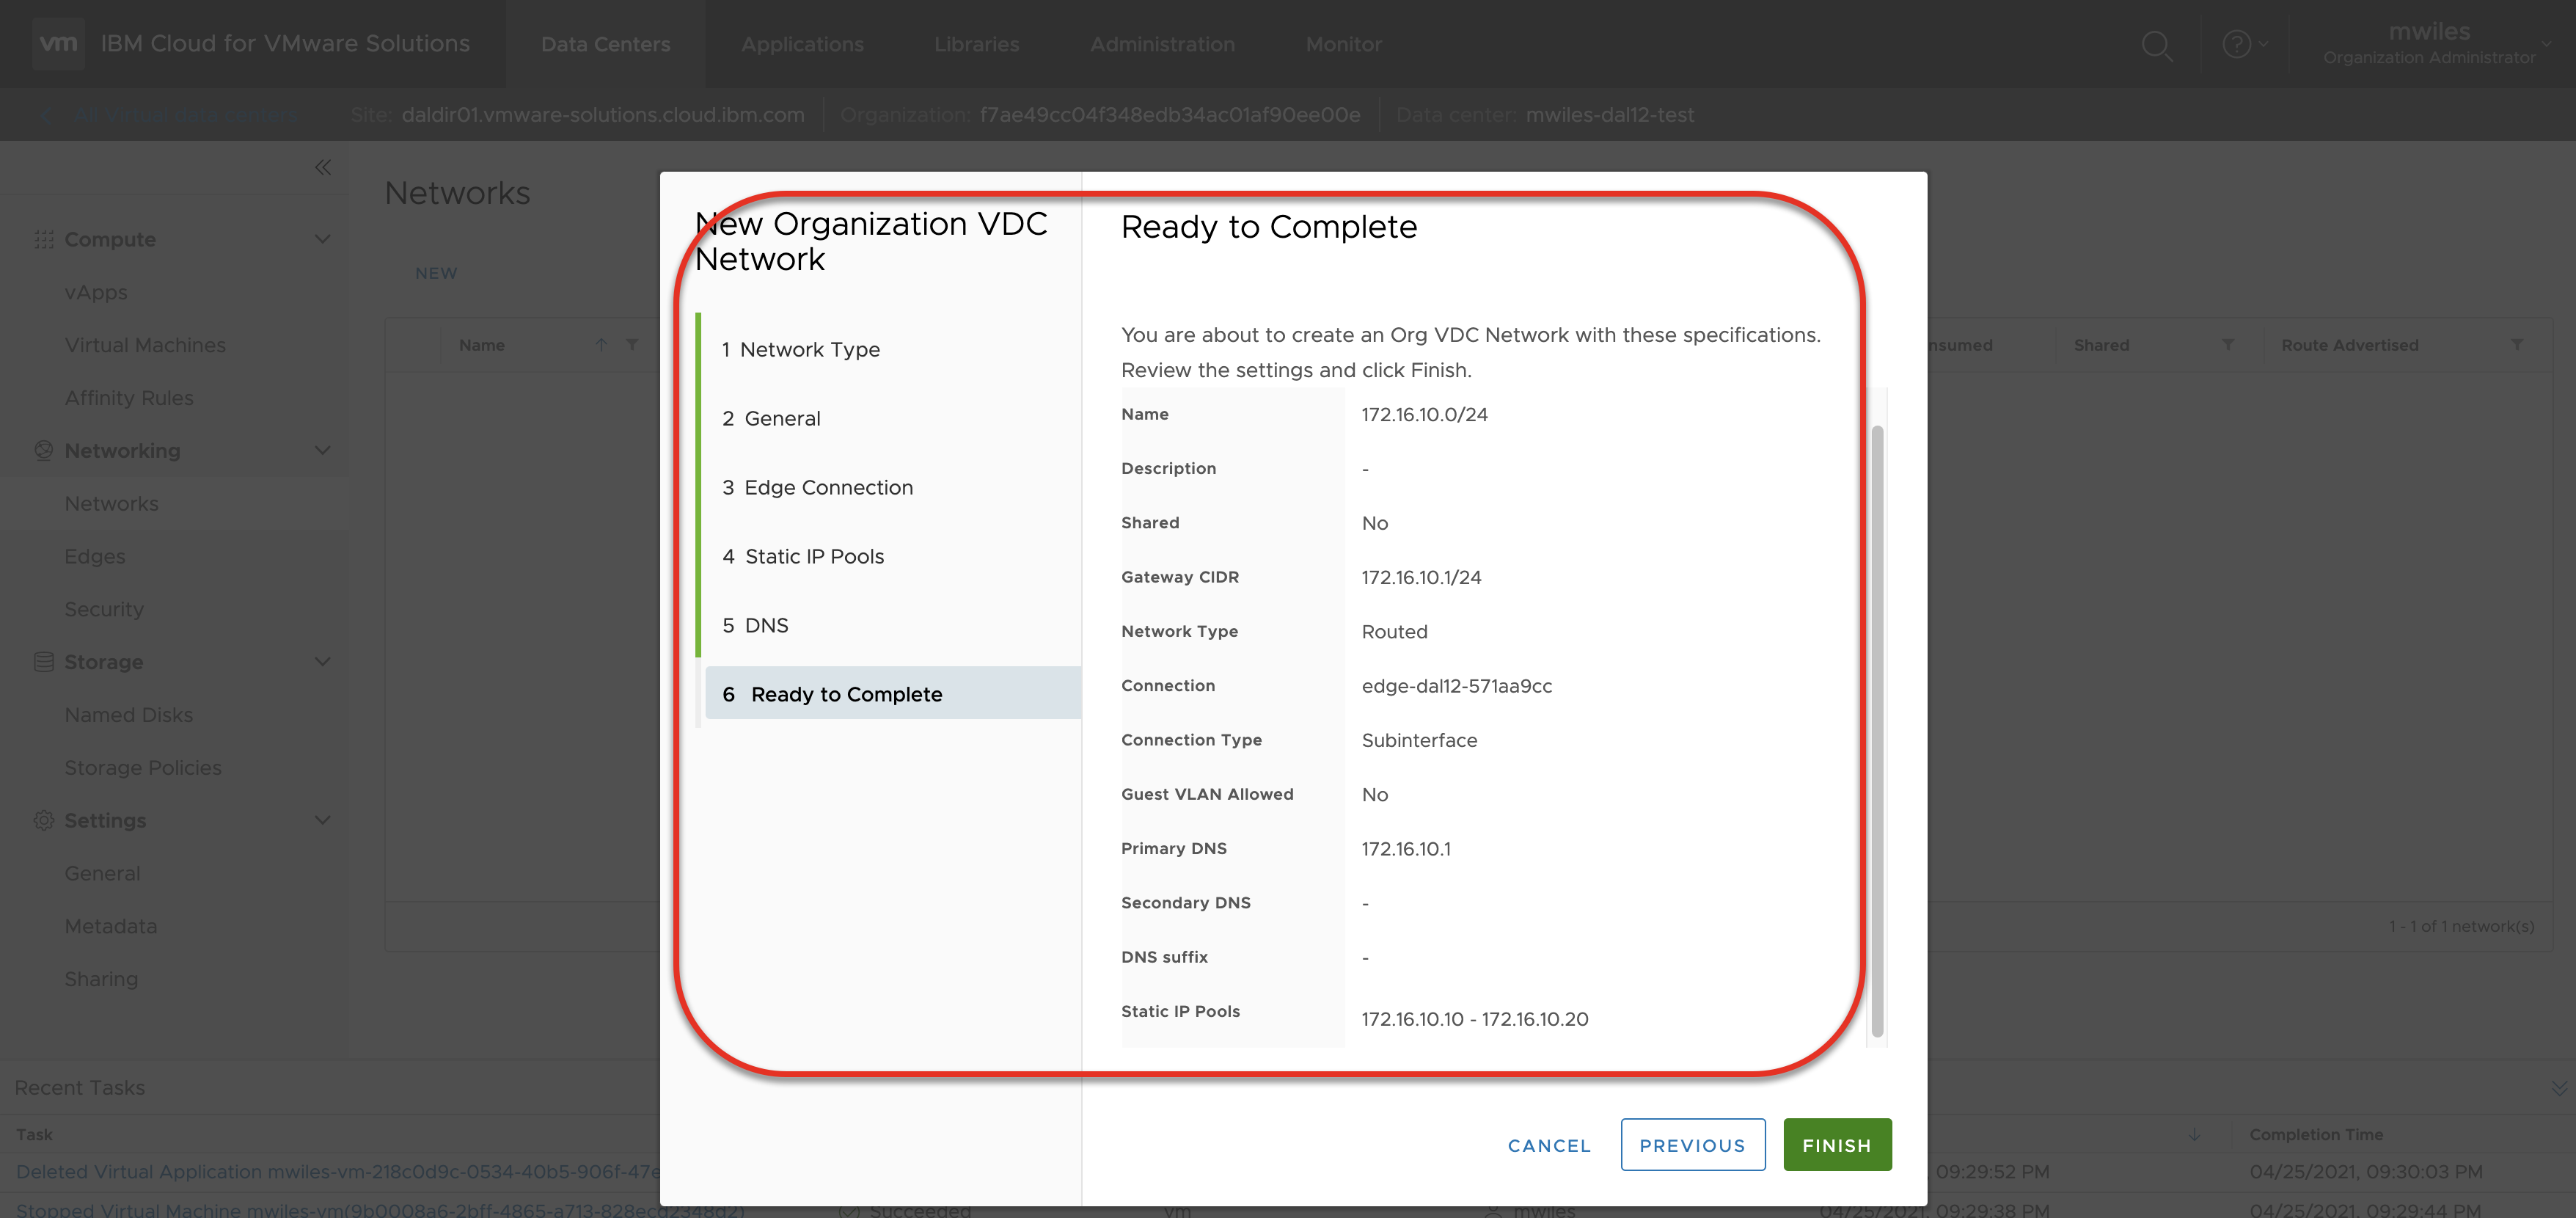 vm IBM Cloud for VMware Solutions Data Centers Applications Libraries Administration Monitor mwiles
Organization Administrator
All virtual data centers Site: daldir01.vmware-solutions.cloud.ibm.com Organization: f7ae49cc04f348edb34ac01af90ee00e Data center: mwiles-dal12-test
Compute
vApps
Virtual Machines
Affinity Rules
Networking
Networks
Edges
Security
Storage
Named Disks
Storage Policies
Settings
General
Metadata
Sharing
Networks
NEW
Name
nsumed Shared Route Advertised
1 - 1 of 1 network(s)
New Organization VDC
Network
1 Network Type
2 General
3 Edge Connection
4 Static IP Pools
5 DNS
6 Ready to Complete
Ready to Complete
You are about to create an Org VDC Network with these specifications.
Review the settings and click Finish.
Name 172.16.10.0/24
Description -
Shared No
Gateway CIDR 172.16.10.1/24
Network Type Routed
Connection edge-dal12-571aa9cc
Connection Type Subinterface
Guest VLAN Allowed No
Primary DNS 172.16.10.1
Secondary DNS -
DNS suffix -
Static IP Pools 172.16.10.10 - 172.16.10.20
CANCEL PREVIOUS FINISH
Recent Tasks
Task Completion Time
Deleted Virtual Application mwiles-vm-218c0d9c-0534-40b5-906f-47e 09:29:52 PM 04/25/2021, 09:30:03 PM
Stopped Virtual Machine mwiles-vm(9b0008a6-2bff-4865-a713-828ecd2348d2) Succeeded vm mwiles 04/25/2021, 09:29:38 PM 04/25/2021, 09:29:44 PM